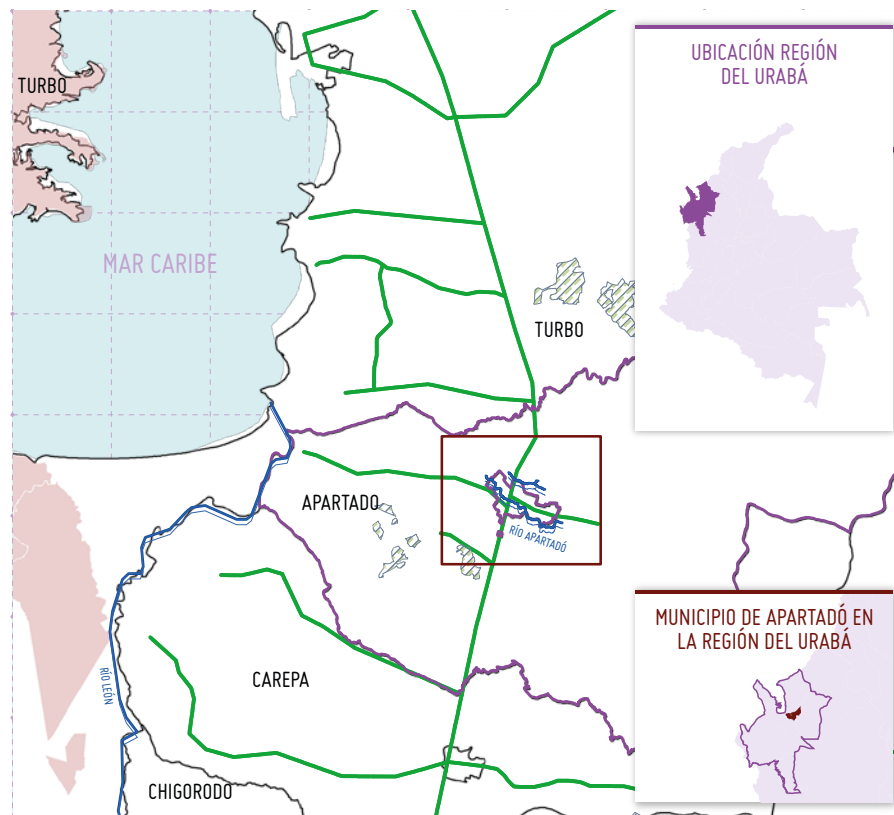 UBICACIÓN REGIÓN
DEL URABÁ
TURBO
MAR CARIBE
TURBO
APARTADO
RÍO APARTADÓ
MUNICIPIO DE APARTADÓ EN
LA REGIÓN DEL URABÁ
CAREPA
RÍO LEÓN
CHIGORODO